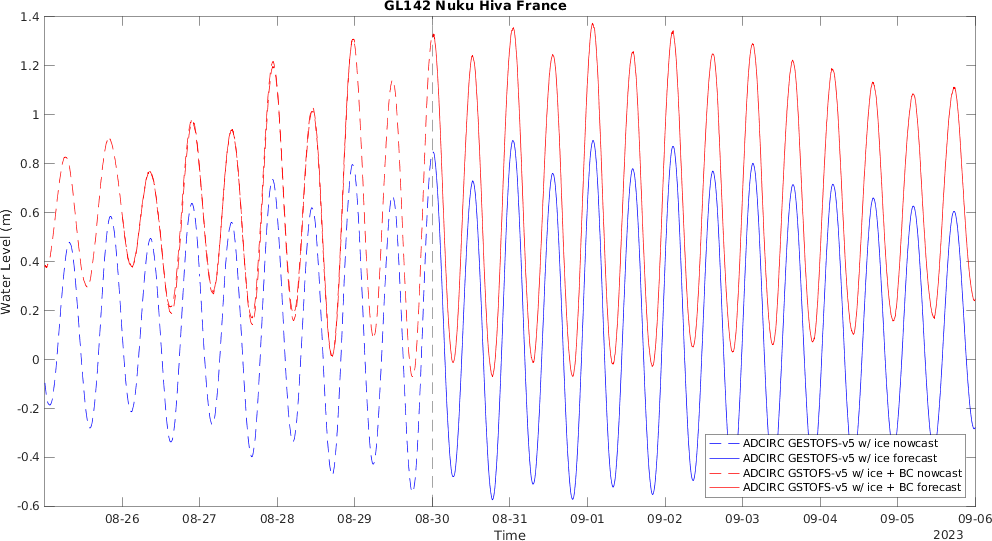 GL142 Nuku Hiva France
1.4
1.2
1
0.8
0.6
0.4
0.2
0
-0.2
-0.4
-0.6
Water Level (m)
ADCIRC GESTOFS-v5 w/ ice nowcast
ADCIRC GESTOFS-v5 w/ ice forecast
ADCIRC GSTOFS-v5 w/ ice + BC nowcast
ADCIRC GSTOFS-v5 w/ ice + BC forecast
08-26 08-27 08-28 08-29 08-30 08-31 09-01 09-02 09-03 09-04 09-05 09-06
Time
2023